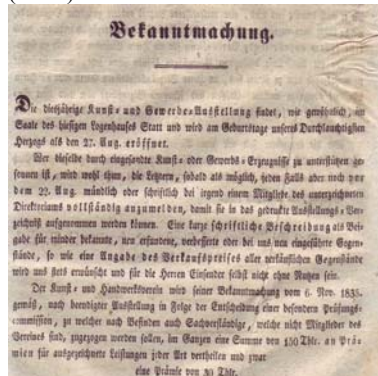 Bekanntmachung.
Die diesjährige Kunst- und Gewerbe-Ausstellung findet, wie gewöhnlich, im
Saale des hiesigen Logenhauses Statt und wird am Geburtstage unsers Durchlauchtigsten
Herzogs als den 27. Aug. eröffnet.
Wer dieselbe durch eingesandte Kunst- oder Gewerbs-Erzeugnisse zu unterstützen ge-
sonnen ist, wird wohl thun, die Letztern, sobald als möglich, jeden Falls aber noch vor
dem 22. Aug. mündlich oder schriftlich bei irgend einem Mitgliede des unterzeichneten
Direktoriums vollständig anzumelden, damit sie in das gedruckte Ausstellungs-Ver-
zeichniß aufgenommen werden können. Eine kurze schriftliche Beschreibung als Bei-
gabe für minder bekannte, neu erfundene, verbesserte oder bei uns neu eingeführte Gegen-
stände, so wie eine Angabe des Verkaufspreises aller verkäuflichen Gegenstände
wird uns stets erwünscht und für die Herren Einsender selbst nicht ohne Nutzen sein.
Der Kunst- und Handwerksverein wird seiner Bekanntmachung vom 6. Nov. 1835.
gemäß, nach beendigter Ausstellung in Folge der Entscheidung einer besondern Prüfungs-
commission, zu welcher nach Befinden auch Sachverständige, welche nicht Mitglieder des
Vereines sind, zugezogen werden sollen, im Ganzen eine Summe von 150 Thlr. an Prä-
mien für ausgezeichnete Leistungen jeder Art vertheilen und zwar
eine Prämie von 30 Thlr.